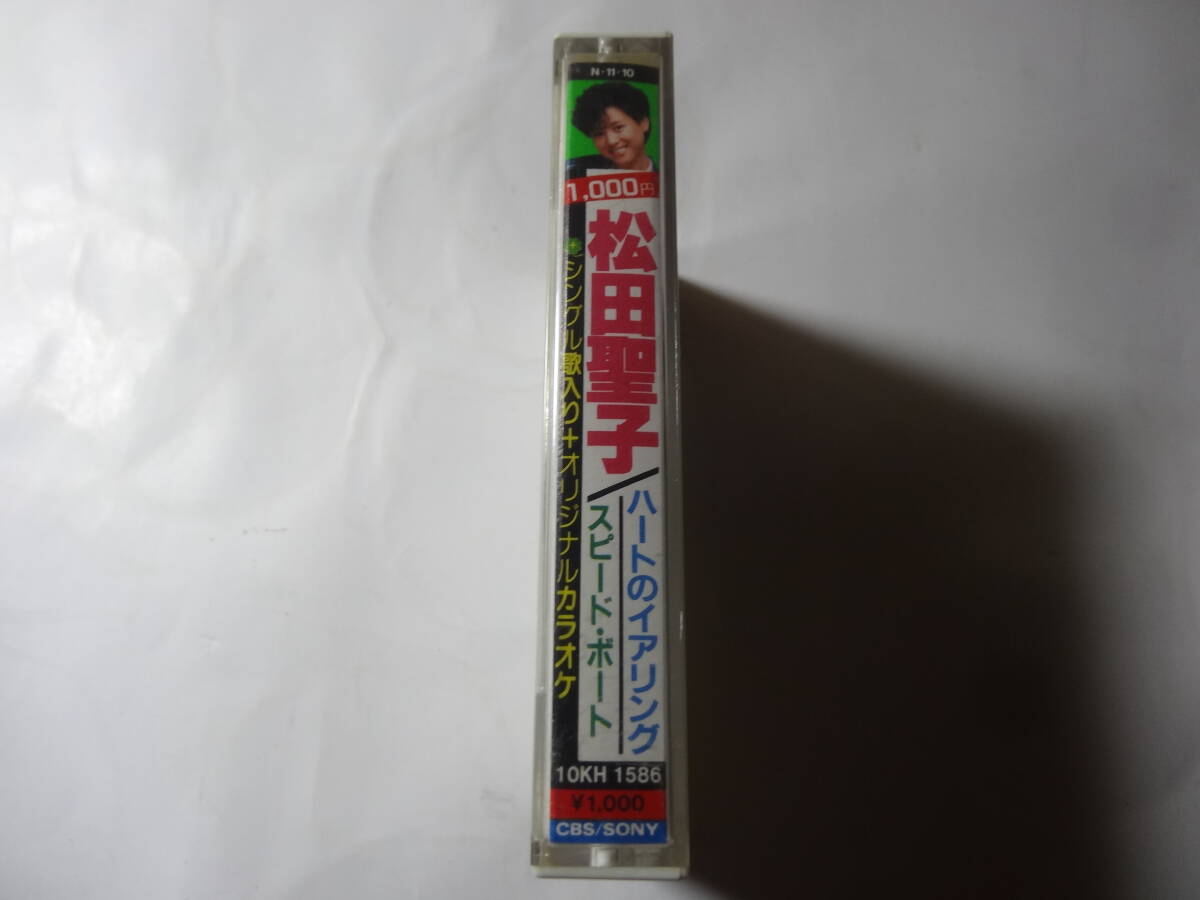 N-11-10
1,000円
松田聖子/
ハートのイアリング
スピード・ボート
シングル歌入り+オリジナルカラオケ
10KH 1586
¥1,000
CBS/SONY